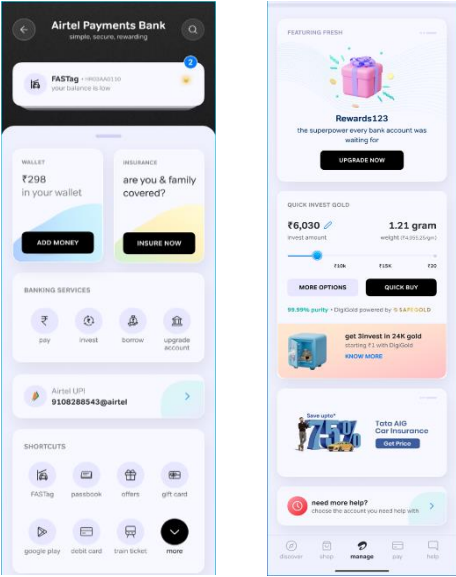 Airtel Payments Bank
simple, secure, rewarding
2
FASTag
your balance is low
WALLET
₹298
in your wallet
ADD MONEY
INSURANCE
are you & family
covered?
INSURE NOW
BANKING SERVICES
pay
invest
borrow
upgrade
account
Airtel UPI
9108288543@airtel
SHORTCUTS
FASTag
passbook
offers
gift card
google play
debit card
train ticket
more
FEATURING FRESH
Rewards123
the superpower every bank account was
waiting for
UPGRADE NOW
QUICK INVEST GOLD
₹6,030
1.21 gram
invest amount
weight
₹10k
₹15K
₹20
MORE OPTIONS
QUICK BUY
99.99% purity • DigiGold powered by SAFEGOLD
get 3invest in 24K gold
starting ₹1 with DigiGold
KNOW MORE
Save upto*
75%
Tata AIG
Car Insurance
Get Price
need more help?
choose the account you need help with
discover
shop
manage
pay
help